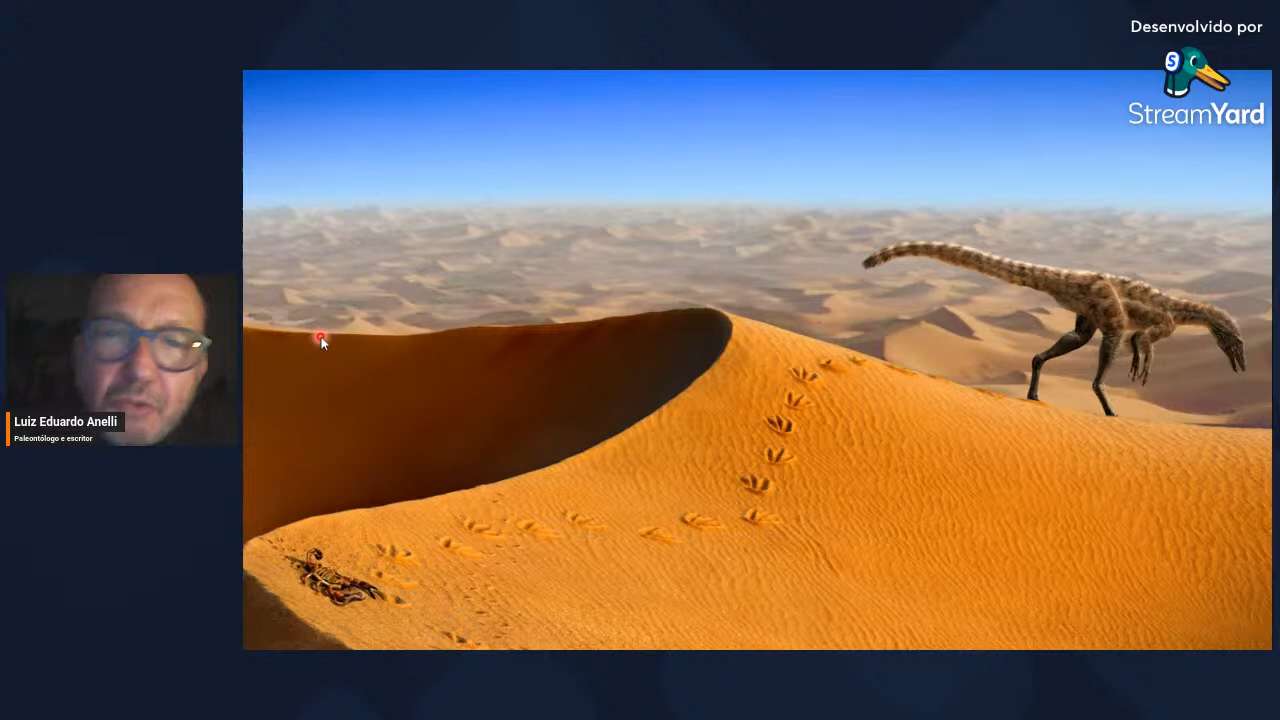 Desenvolvido por
S
StreamYard
Luiz Eduardo Anelli
Paleontólogo e escritor